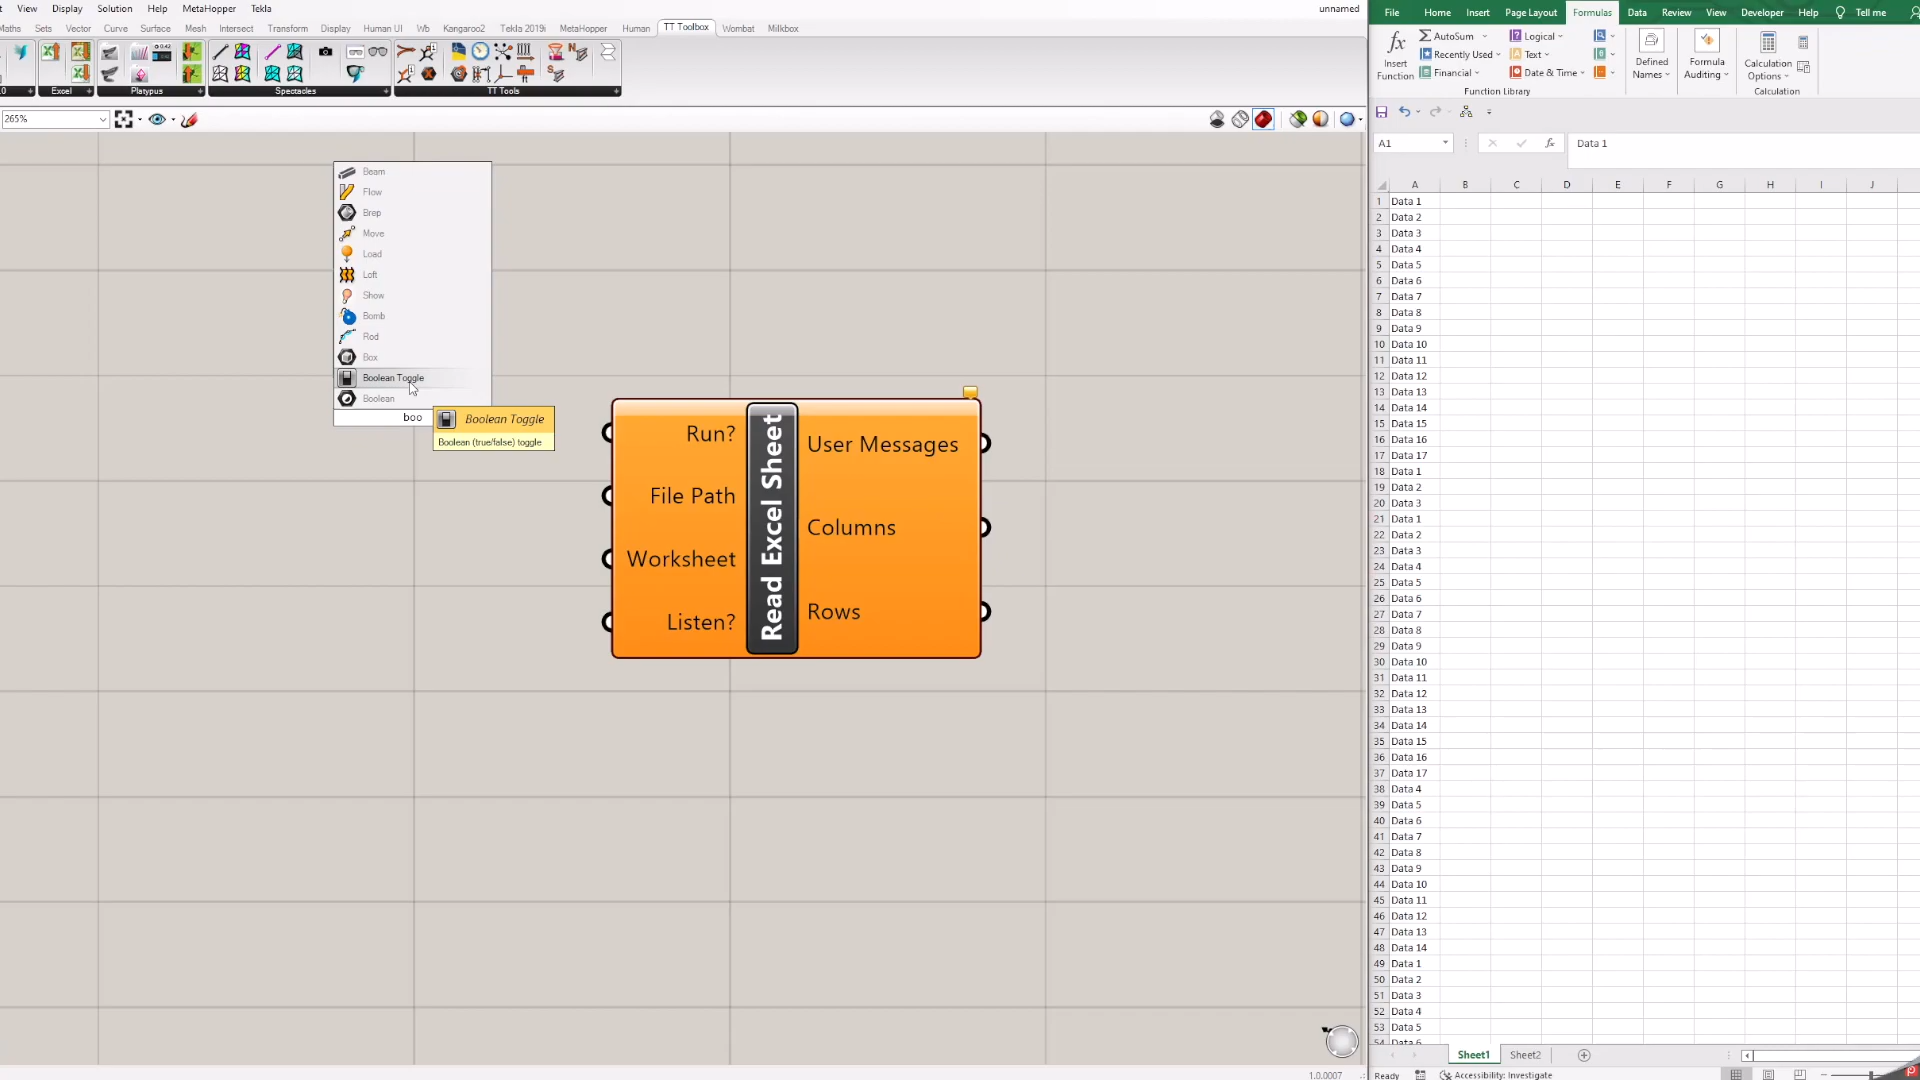 View Display Solution Help MetaHopper Tekla unnamed
Maths Sets Vector Curve Surface Mesh Intersect Transform Display Human UI Wb Kangaroo2 Tekla 2019i MetaHopper Human TT Toolbox Wombat Milkbox
Excel Platypus Spectacles TT Tools
265%
Beam
Flow
Brep
Move
Load
Loft
Show
Bomb
Rod
Box
Boolean Toggle
Boolean
boo
Boolean Toggle
Boolean (true/false) toggle
Run?
File Path
Worksheet
Listen?
Read Excel Sheet
User Messages
Columns
Rows
1.0.0007
File Home Insert Page Layout Formulas Data Review View Developer Help Tell me
Insert Function
AutoSum
Recently Used
Financial
Logical
Text
Date & Time
Defined Names
Formula Auditing
Calculation Options
Function Library
Calculation
A1
fx
Data 1
A B C D E F G H I J
1 Data 1
2 Data 2
3 Data 3
4 Data 4
5 Data 5
6 Data 6
7 Data 7
8 Data 8
9 Data 9
10 Data 10
11 Data 11
12 Data 12
13 Data 13
14 Data 14
15 Data 15
16 Data 16
17 Data 17
18 Data 1
19 Data 2
20 Data 3
21 Data 1
22 Data 2
23 Data 3
24 Data 4
25 Data 5
26 Data 6
27 Data 7
28 Data 8
29 Data 9
30 Data 10
31 Data 11
32 Data 12
33 Data 13
34 Data 14
35 Data 15
36 Data 16
37 Data 17
38 Data 4
39 Data 5
40 Data 6
41 Data 7
42 Data 8
43 Data 9
44 Data 10
45 Data 11
46 Data 12
47 Data 13
48 Data 14
49 Data 1
50 Data 2
51 Data 3
52 Data 4
53 Data 5
54 Data 6
Sheet1 Sheet2
Ready Accessibility: Investigate